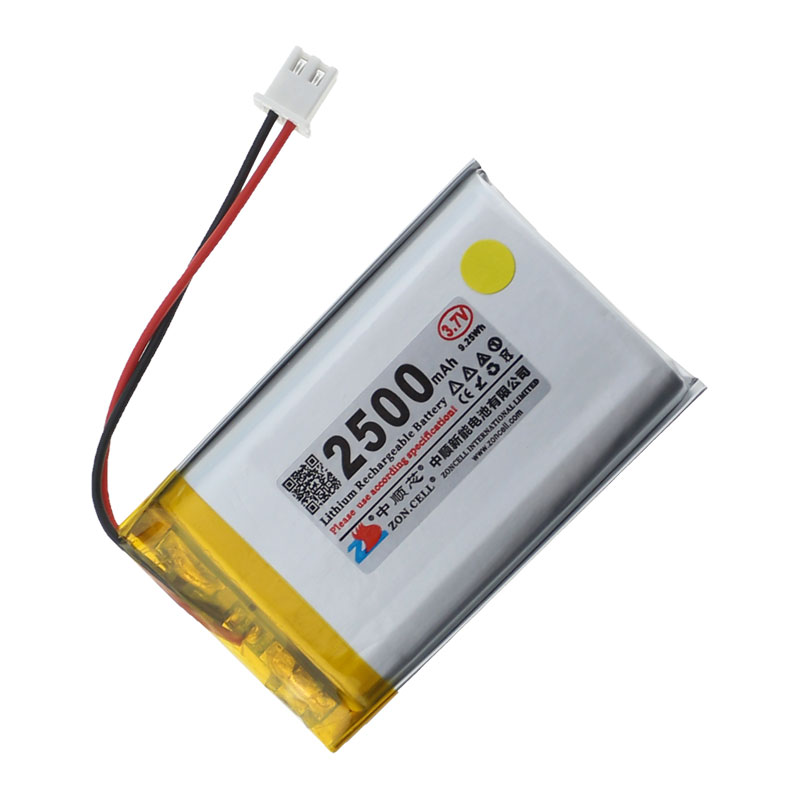 3.7V
2500mAh 9.25Wh
Lithium Rechargeable Battery
Please use according specification!
中顺芯® 中顺新能电池有限公司
ZON.CELL® ZONCELL INTERNATIONAL LIMITED
www.zoncell.com